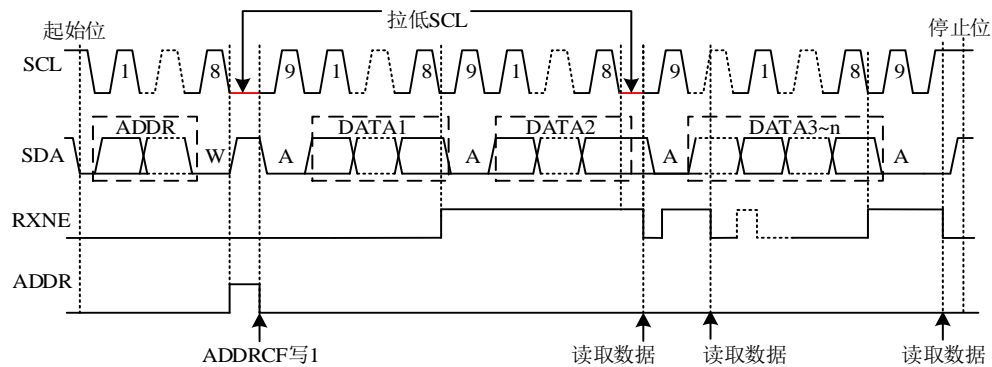 拉低SCL
起始位 停止位
SCL 1 8 9 1 8 9 1 8 9 1 8 9
ADDR DATA1 DATA2 DATA3~n
SDA W A A A A
RXNE
ADDR
ADDRCF写1 读取数据 读取数据 读取数据